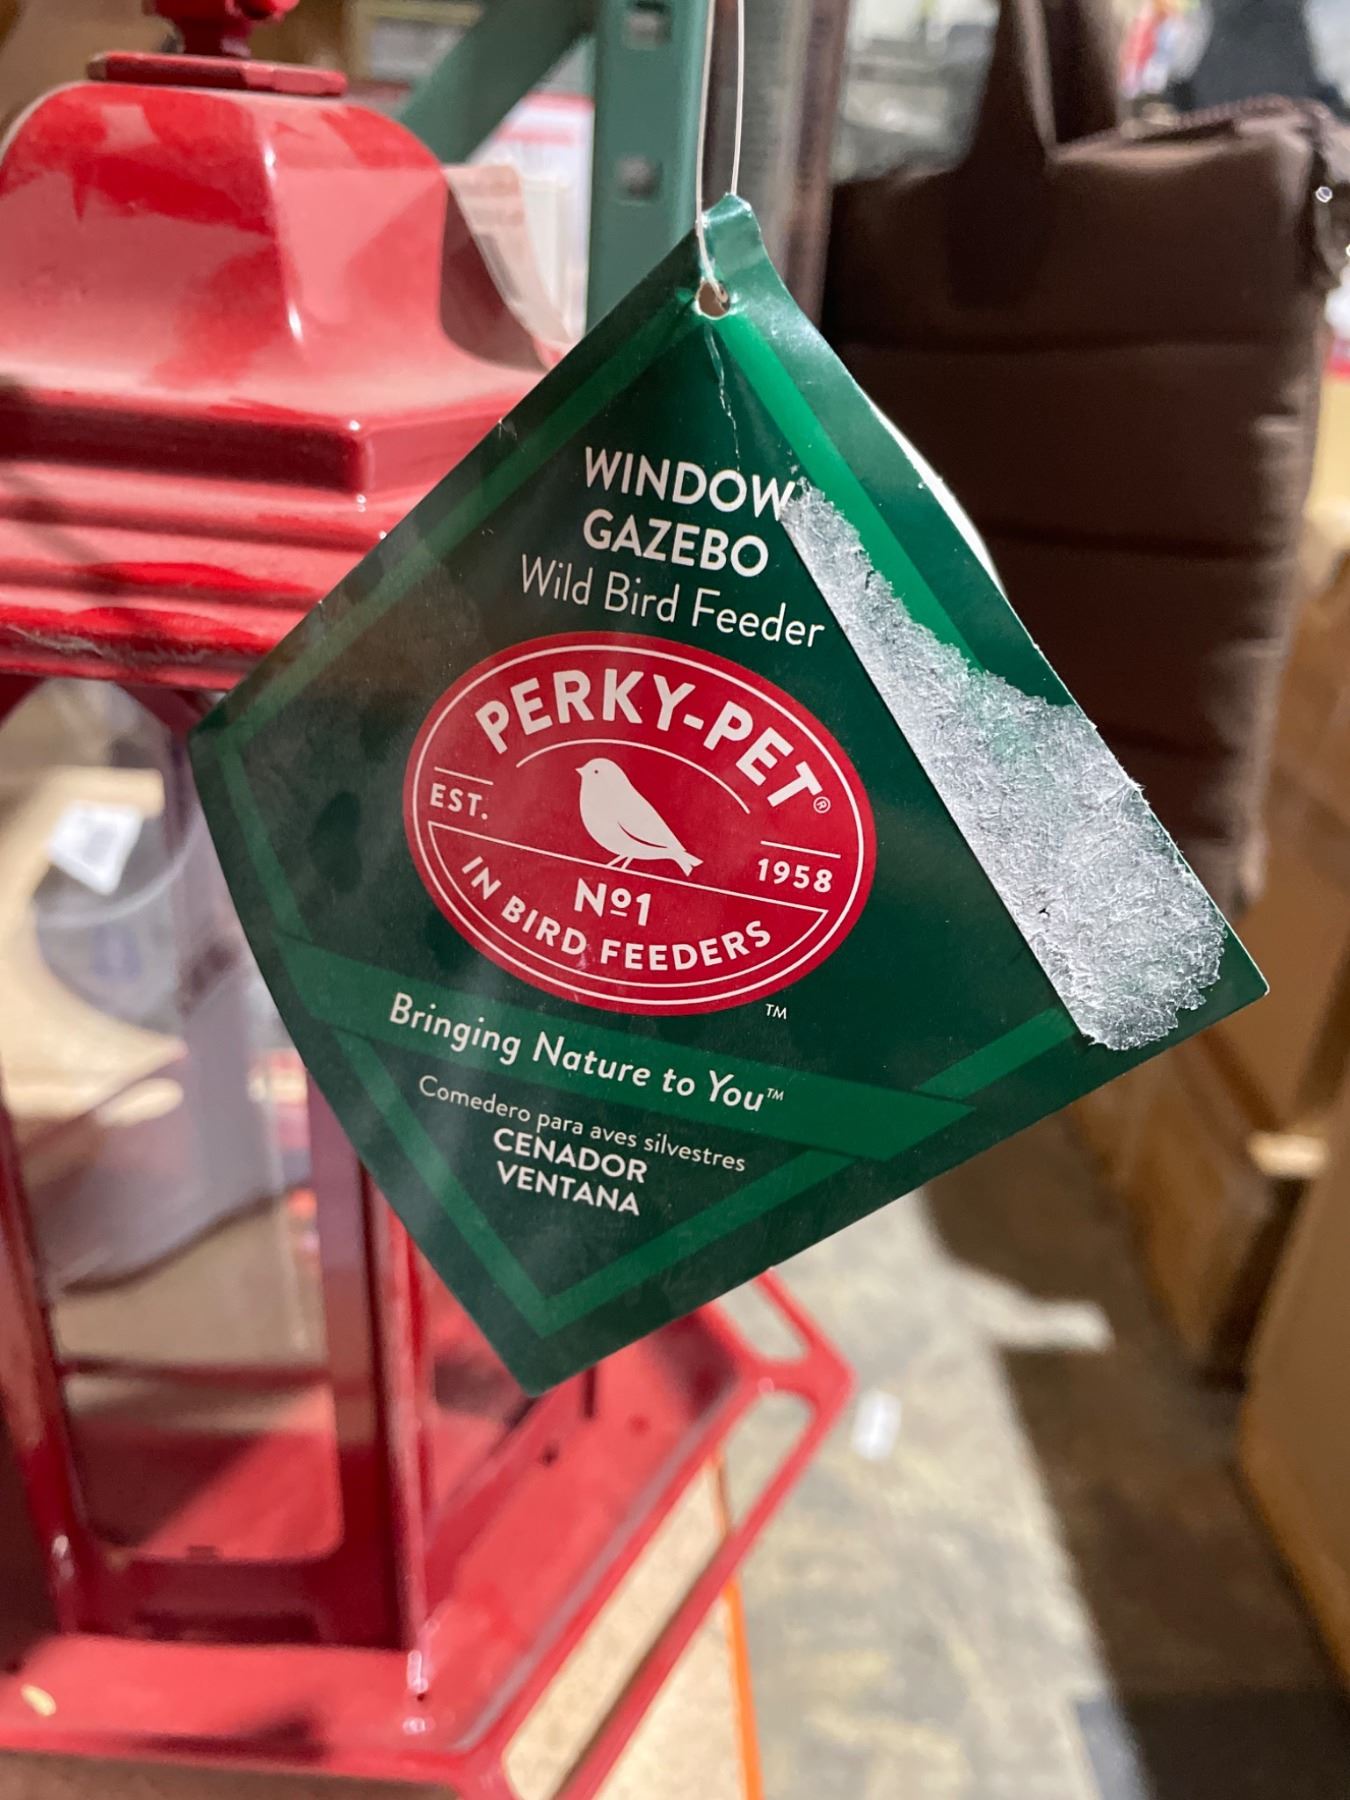 WINDOW
GAZEBO
Wild Bird Feeder
PERKY-PET®
EST.
1958
Nº1
IN BIRD FEEDERS
TM
Bringing Nature to You™
Comedero para aves silvestres
CENADOR
VENTANA